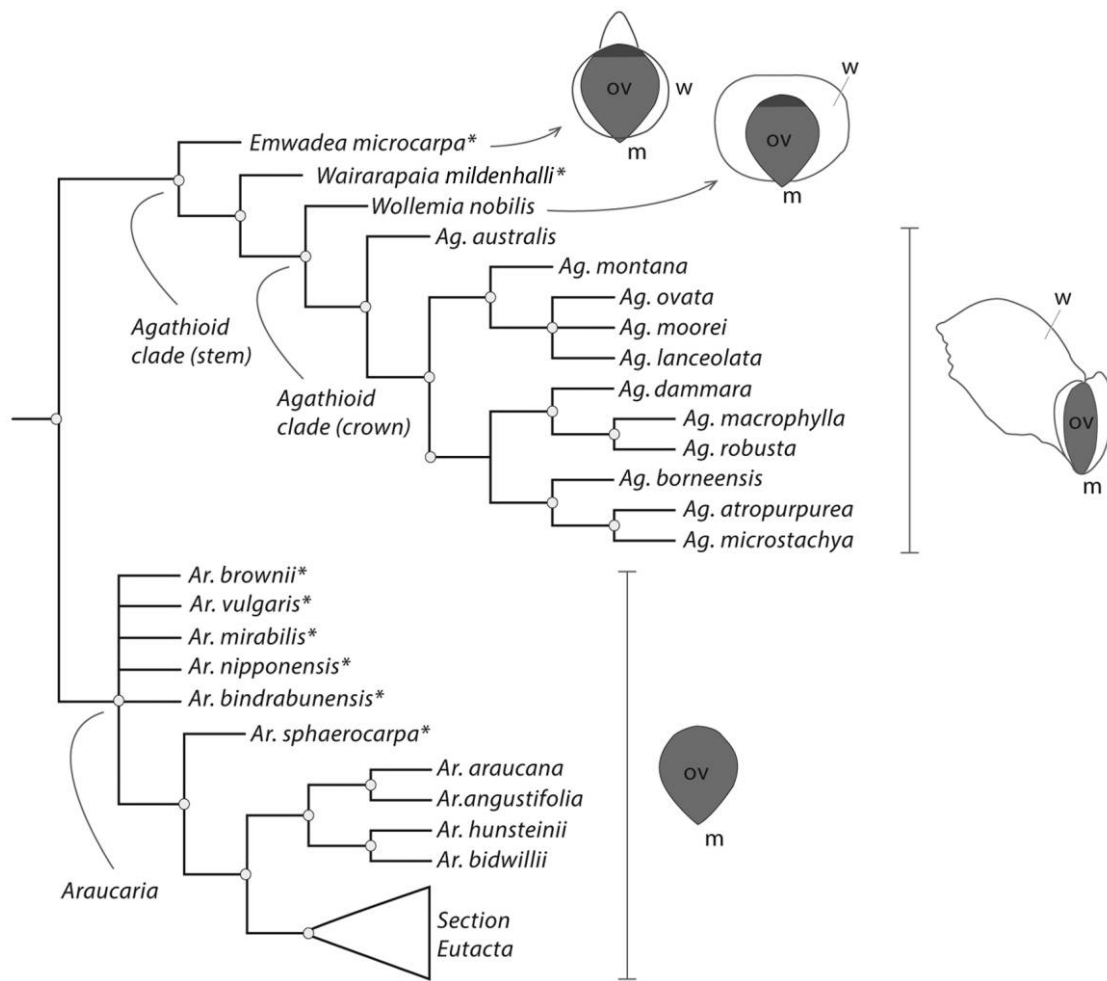 ov
w
m
w
ov
m
Emwadea microcarpa*
Wairarapaia mildenhalli*
Wollemia nobilis
Ag. australis
Ag. montana
Ag. ovata
Ag. moorei
Ag. lanceolata
Ag. dammara
Ag. macrophylla
Ag. robusta
Ag. borneensis
Ag. atropurpurea
Ag. microstachya
Agathioid
clade (stem)
Agathioid
clade (crown)
w
ov
m
Ar. brownii*
Ar. vulgaris*
Ar. mirabilis*
Ar. nipponensis*
Ar. bindrabunensis*
Ar. sphaerocarpa*
Ar. araucana
Ar.angustifolia
Ar. hunsteinii
Ar. bidwillii
Araucaria
Section
Eutacta
ov
m